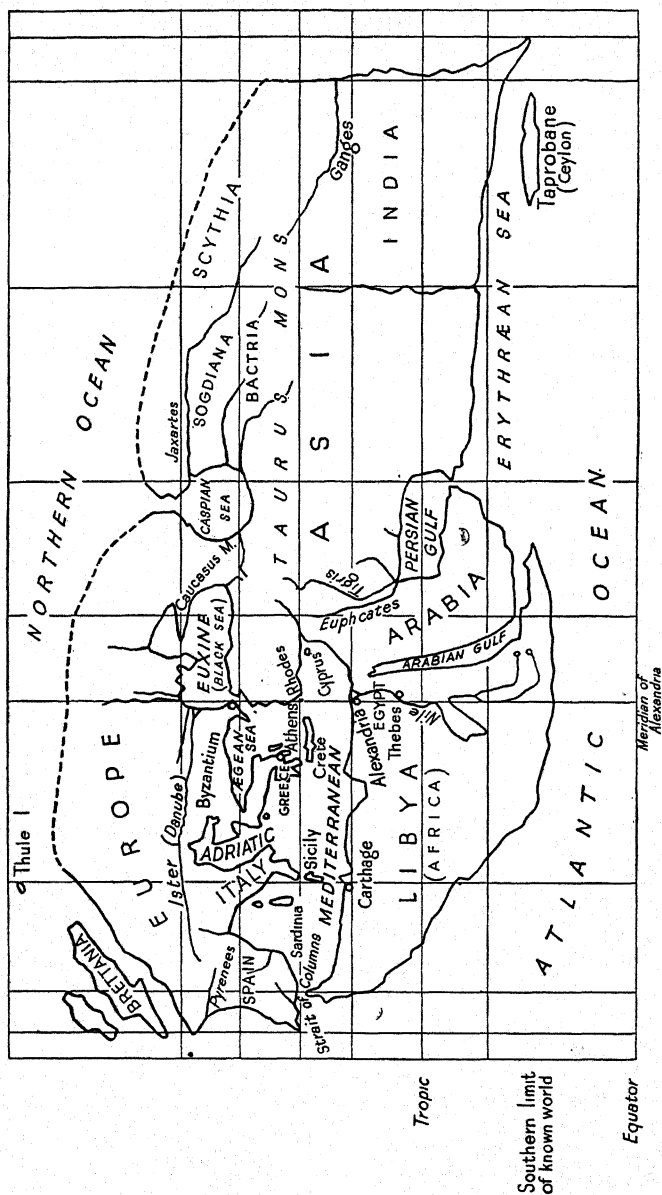 NORTHERN OCEAN
Thule I
BRETTANIA
EUROPE
SCYTHIA
Jaxartes
SOGDIANA
BACTRIA
CASPIAN
SEA
Caucasus M.
EUXINE
(BLACK SEA)
Ister (Danube)
Byzantium
ÆGEAN
SEA
ADRIATIC
ITALY
Pyrenees
SPAIN
Sardinia
Sicily
GREECE
Athens
Rhodes
Crete
Cyprus
MEDITERRANEAN
Strait of Columns
TAURUS MONS
ASIA
Ganges
INDIA
Tigris
Euphcates
PERSIAN
GULF
ARABIA
ARABIAN GULF
Alexandria
EGYPT
Thebes
Nile
Carthage
LIBYA
(AFRICA)
ERYTHRÆAN SEA
Taprobane
(Ceylon)
ATLANTIC OCEAN
Tropic
Southern limit
of known world
Equator
Meridian of
Alexandria